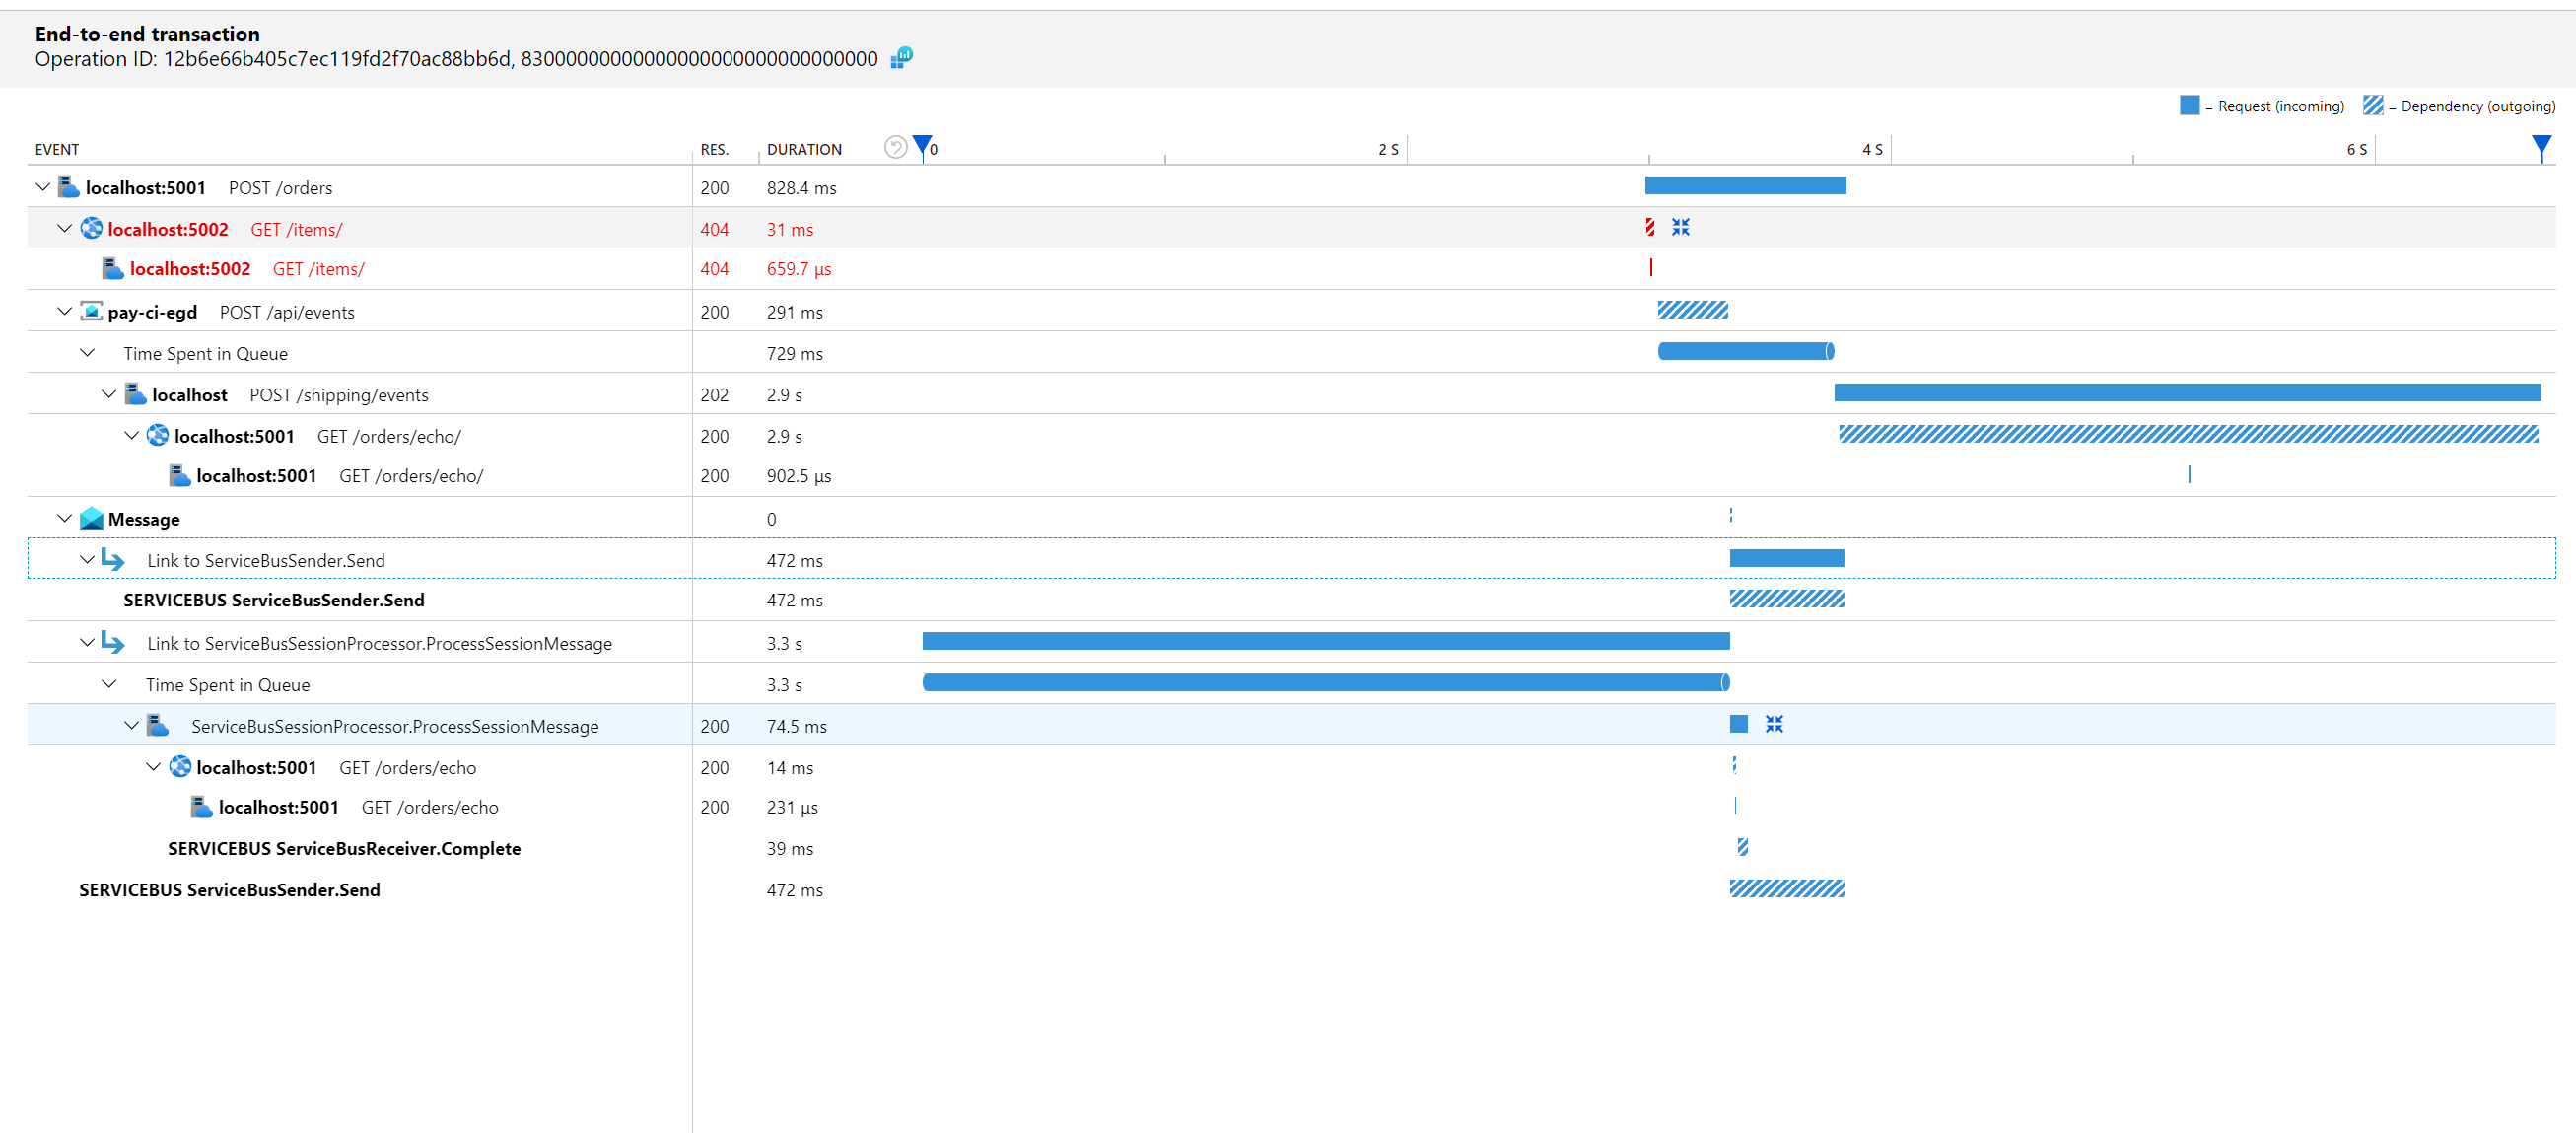 End-to-end transaction
Operation ID: 12b6e66b405c7ec119fd2f70ac88bb6d, 83000000000000000000000000000000
= Request (incoming) = Dependency (outgoing)
EVENT RES. DURATION 0 2 S 4 S 6 S
localhost:5001 POST /orders 200 828.4 ms
localhost:5002 GET /items/ 404 31 ms
localhost:5002 GET /items/ 404 659.7 µs
pay-ci-egd POST /api/events 200 291 ms
Time Spent in Queue 729 ms
localhost POST /shipping/events 202 2.9 s
localhost:5001 GET /orders/echo/ 200 2.9 s
localhost:5001 GET /orders/echo/ 200 902.5 µs
Message 0
Link to ServiceBusSender.Send 472 ms
SERVICEBUS ServiceBusSender.Send 472 ms
Link to ServiceBusSessionProcessor.ProcessSessionMessage 3.3 s
Time Spent in Queue 3.3 s
ServiceBusSessionProcessor.ProcessSessionMessage 200 74.5 ms
localhost:5001 GET /orders/echo 200 14 ms
localhost:5001 GET /orders/echo 200 231 µs
SERVICEBUS ServiceBusReceiver.Complete 39 ms
SERVICEBUS ServiceBusSender.Send 472 ms